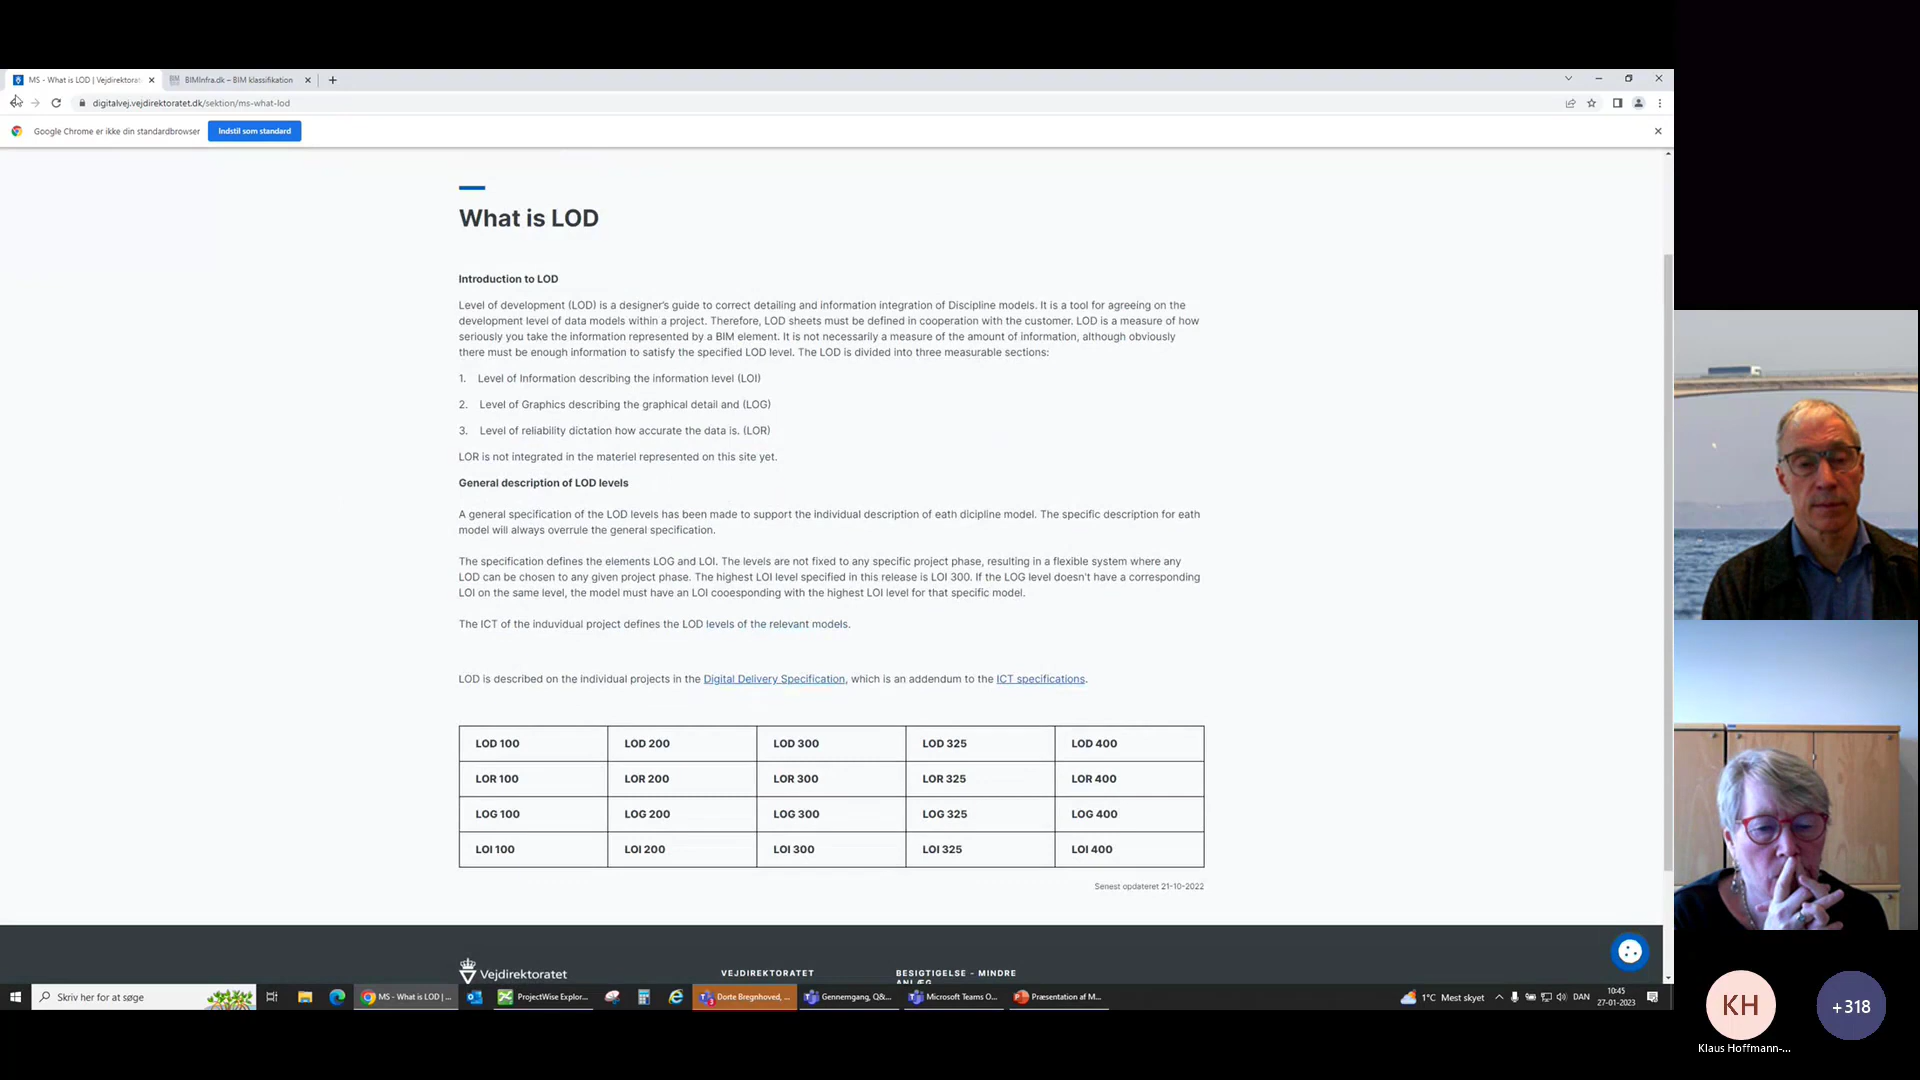 MS - What is LOD | Vejdirektorat
BIMInfra.dk – BIM klassifikation
digitalvej.vejdirektoratet.dk/sektion/ms-what-lod
Google Chrome er ikke din standardbrowser
Indstil som standard
What is LOD
Introduction to LOD
Level of development (LOD) is a designer's guide to correct detailing and information integration of Discipline models. It is a tool for agreeing on the
development level of data models within a project. Therefore, LOD sheets must be defined in cooperation with the customer. LOD is a measure of how
seriously you take the information represented by a BIM element. It is not necessarily a measure of the amount of information, although obviously
there must be enough information to satisfy the specified LOD level. The LOD is divided into three measurable sections:
1. Level of Information describing the information level (LOI)
2. Level of Graphics describing the graphical detail and (LOG)
3. Level of reliability dictation how accurate the data is. (LOR)
LOR is not integrated in the materiel represented on this site yet.
General description of LOD levels
A general specification of the LOD levels has been made to support the individual description of eath dicipline model. The specific description for eath
model will always overrule the general specification.
The specification defines the elements LOG and LOI. The levels are not fixed to any specific project phase, resulting in a flexible system where any
LOD can be chosen to any given project phase. The highest LOI level specified in this release is LOI 300. If the LOG level doesn't have a corresponding
LOI on the same level, the model must have an LOI cooesponding with the highest LOI level for that specific model.
The ICT of the induvidual project defines the LOD levels of the relevant models.
LOD is described on the individual projects in the Digital Delivery Specification, which is an addendum to the ICT specifications.
LOD 100 LOD 200 LOD 300 LOD 325 LOD 400
LOR 100 LOR 200 LOR 300 LOR 325 LOR 400
LOG 100 LOG 200 LOG 300 LOG 325 LOG 400
LOI 100 LOI 200 LOI 300 LOI 325 LOI 400
Senest opdateret 21-10-2022
Vejdirektoratet
VEJDIREKTORATET
BESIGTIGELSE - MINDRE
ANLÆG
Skriv her for at søge
MS - What is LOD | ...
ProjectWise Explor...
Dorte Bregnhoved, ...
Gennemgang, Q&...
Microsoft Teams O...
Præsentation af M...
1°C Mest skyet
DAN
10:45
27-01-2023
KH
+318
Klaus Hoffmann-...